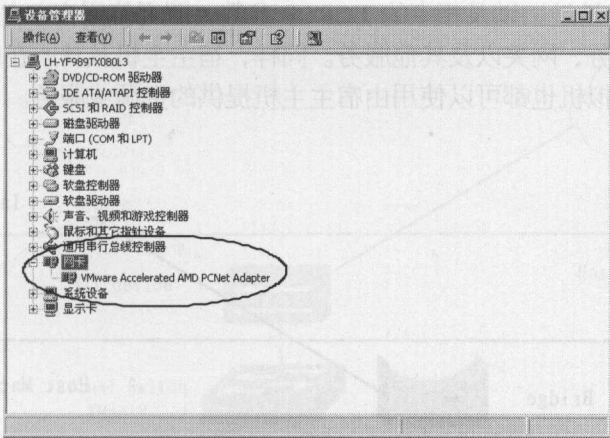 设备管理器
操作(A) 查看(V)
LH-YF989TX080L3
DVD/CD-ROM 驱动器
IDE ATA/ATAPI 控制器
SCSI 和 RAID 控制器
磁盘驱动器
端口 (COM 和 LPT)
计算机
键盘
软盘控制器
软盘驱动器
声音、视频和游戏控制器
鼠标和其它指针设备
通用串行总线控制器
网卡
VMware Accelerated AMD PCNet Adapter
系统设备
显示卡